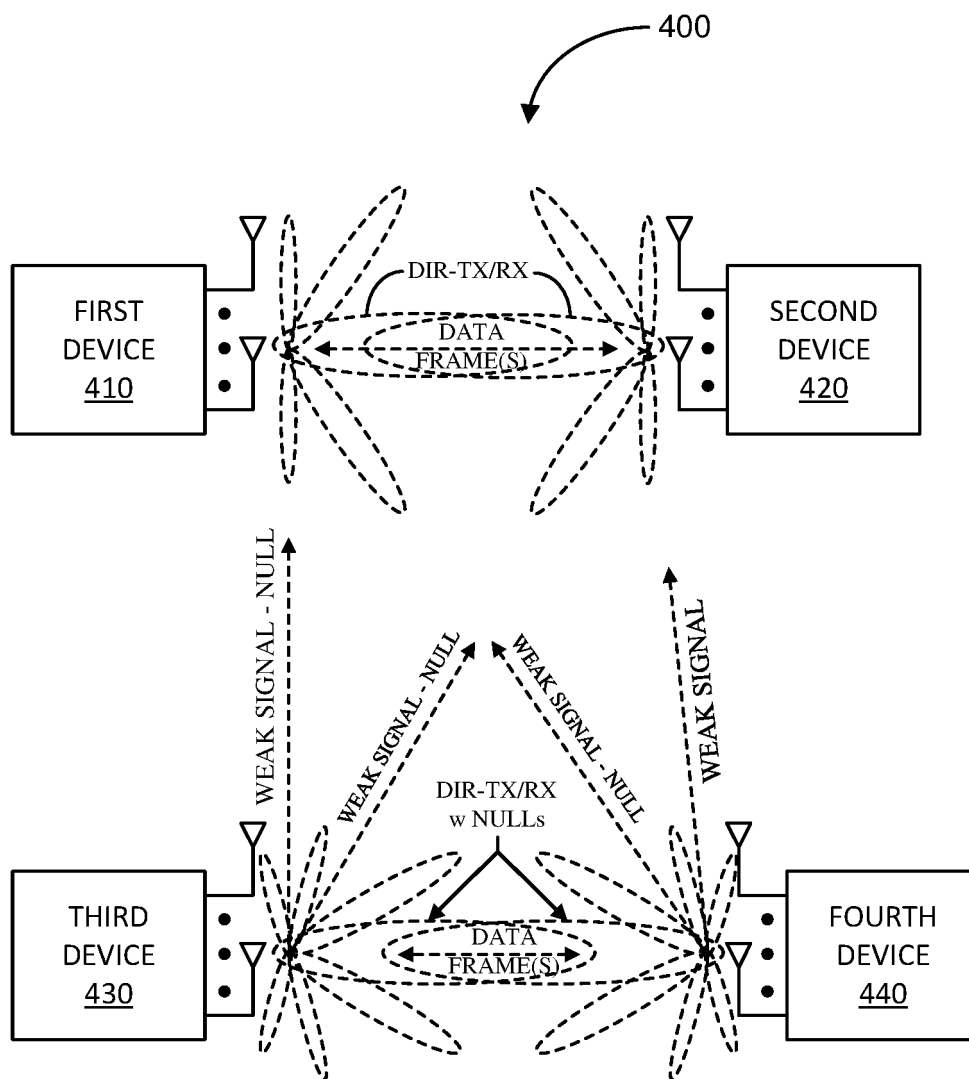 400
DIR-TX/RX
FIRST
DEVICE
410
DATA
FRAME(S)
SECOND
DEVICE
420
WEAK SIGNAL - NULL
WEAK SIGNAL - NULL
WEAK SIGNAL - NULL
WEAK SIGNAL
DIR-TX/RX
w NULLs
THIRD
DEVICE
430
DATA
FRAME(S)
FOURTH
DEVICE
440